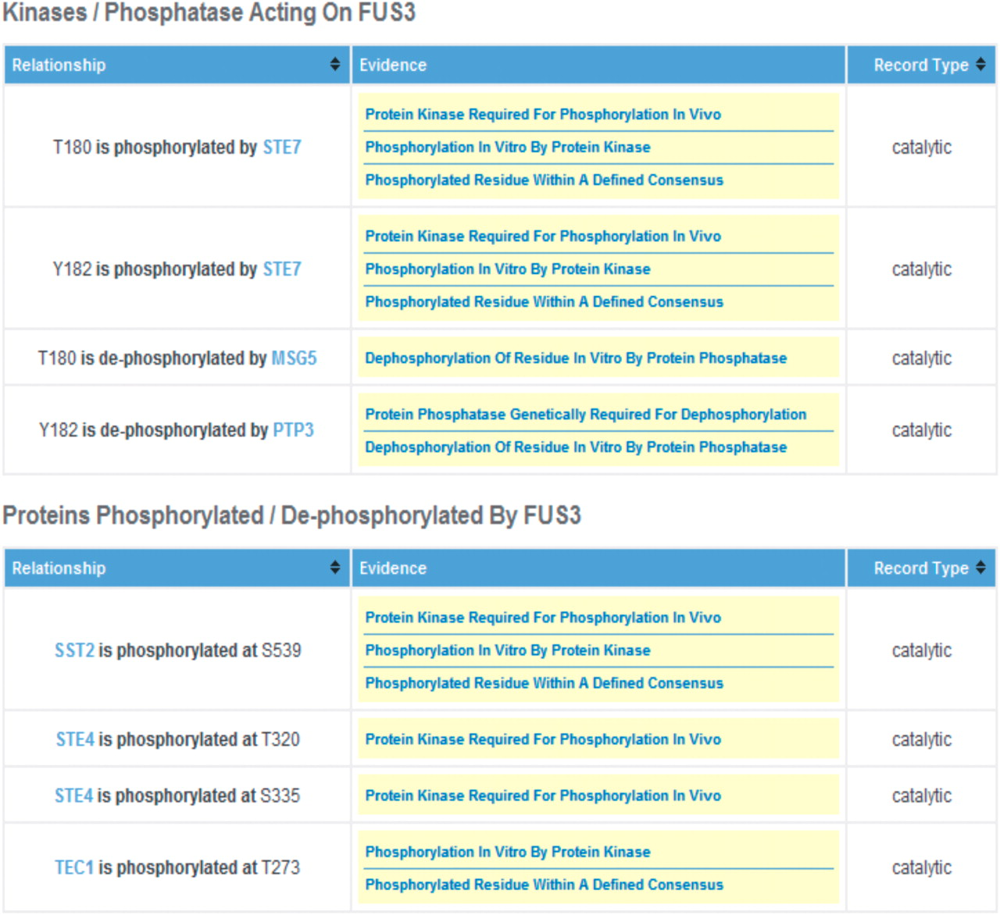 Kinases / Phosphatase Acting On FUS3
Relationship Evidence Record Type
T180 is phosphorylated by STE7
Protein Kinase Required For Phosphorylation In Vivo
Phosphorylation In Vitro By Protein Kinase
Phosphorylated Residue Within A Defined Consensus
catalytic
Y182 is phosphorylated by STE7
Protein Kinase Required For Phosphorylation In Vivo
Phosphorylation In Vitro By Protein Kinase
Phosphorylated Residue Within A Defined Consensus
catalytic
T180 is de-phosphorylated by MSG5
Dephosphorylation Of Residue In Vitro By Protein Phosphatase
catalytic
Y182 is de-phosphorylated by PTP3
Protein Phosphatase Genetically Required For Dephosphorylation
Dephosphorylation Of Residue In Vitro By Protein Phosphatase
catalytic
Proteins Phosphorylated / De-phosphorylated By FUS3
Relationship Evidence Record Type
SST2 is phosphorylated at S539
Protein Kinase Required For Phosphorylation In Vivo
Phosphorylation In Vitro By Protein Kinase
Phosphorylated Residue Within A Defined Consensus
catalytic
STE4 is phosphorylated at T320
Protein Kinase Required For Phosphorylation In Vivo
catalytic
STE4 is phosphorylated at S335
Protein Kinase Required For Phosphorylation In Vivo
catalytic
TEC1 is phosphorylated at T273
Phosphorylation In Vitro By Protein Kinase
Phosphorylated Residue Within A Defined Consensus
catalytic